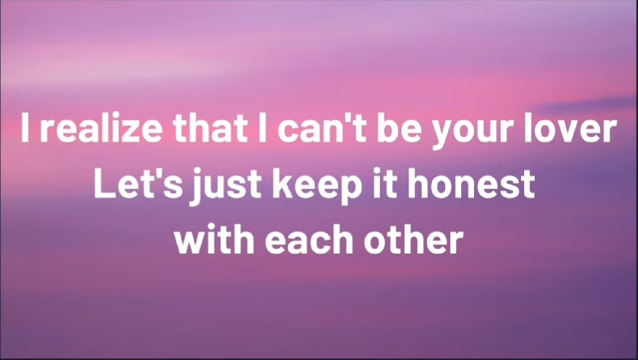 I realize that I can't be your lover
Let's just keep it honest
with each other